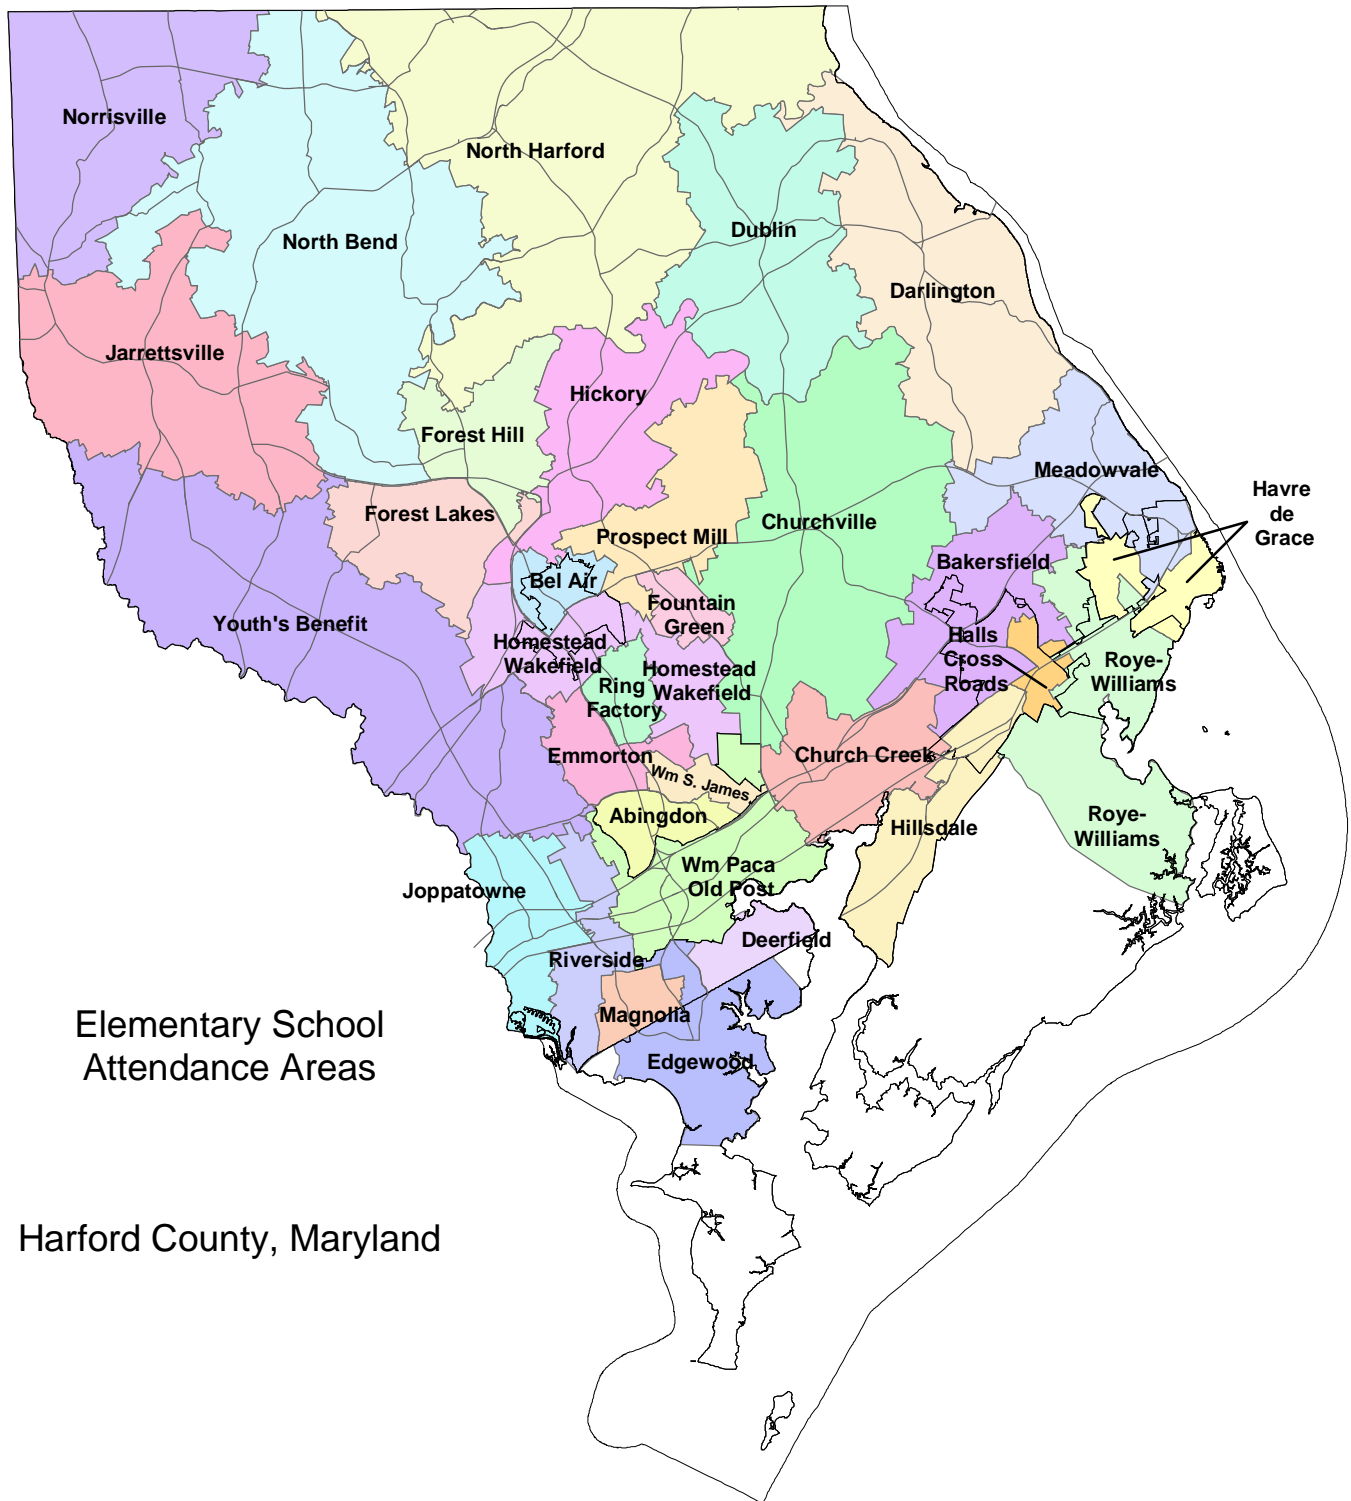 Norrisville
North Harford
North Bend
Dublin
Darlington
Jarrettsville
Hickory
Forest Hill
Meadowvale
Havre
de
Grace
Forest Lakes
Churchville
Prospect Mill
Bakersfield
Bel Air
Fountain
Green
Youth's Benefit
Homestead
Wakefield
Halls
Cross
Roads
Roye-
Williams
Homestead
Wakefield
Ring
Factory
Emmorton
Church Creek
Wm S. James
Abingdon
Hillsdale
Roye-
Williams
Wm Paca
Old Post
Joppatowne
Deerfield
Riverside
Magnolia
Edgewood
Elementary School
Attendance Areas
Harford County, Maryland